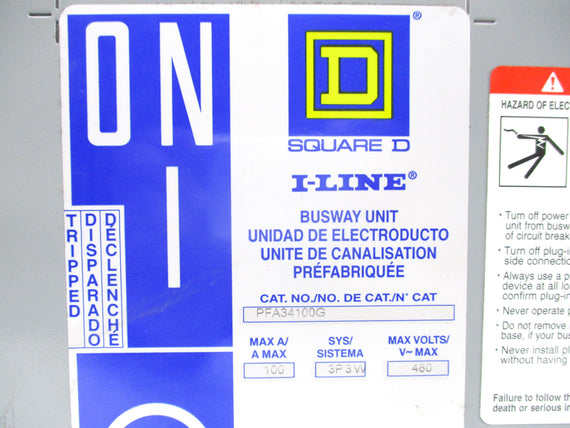 ON
I
TRIPPED
DISPARADO
DECLENCHÉ
D
®
SQUARE D
I-LINE®
BUSWAY UNIT
UNIDAD DE ELECTRODUCTO
UNITE DE CANALISATION
PRÉFABRIQUÉE
CAT. NO./NO. DE CAT./N° CAT
PFA34100G
MAX A/
A MAX
100
SYS/
SISTEMA
3P3W
MAX VOLTS/
V~ MAX
480
HAZARD OF ELEC
• Turn off power
unit from busw
of circuit break
• Turn off plug-i
side connectio
• Always use a p
device at all lo
confirm plug-in
• Never operate p
• Do not remove
base, if your bus
• Never install pl
without having
Failure to follow th
death or serious in